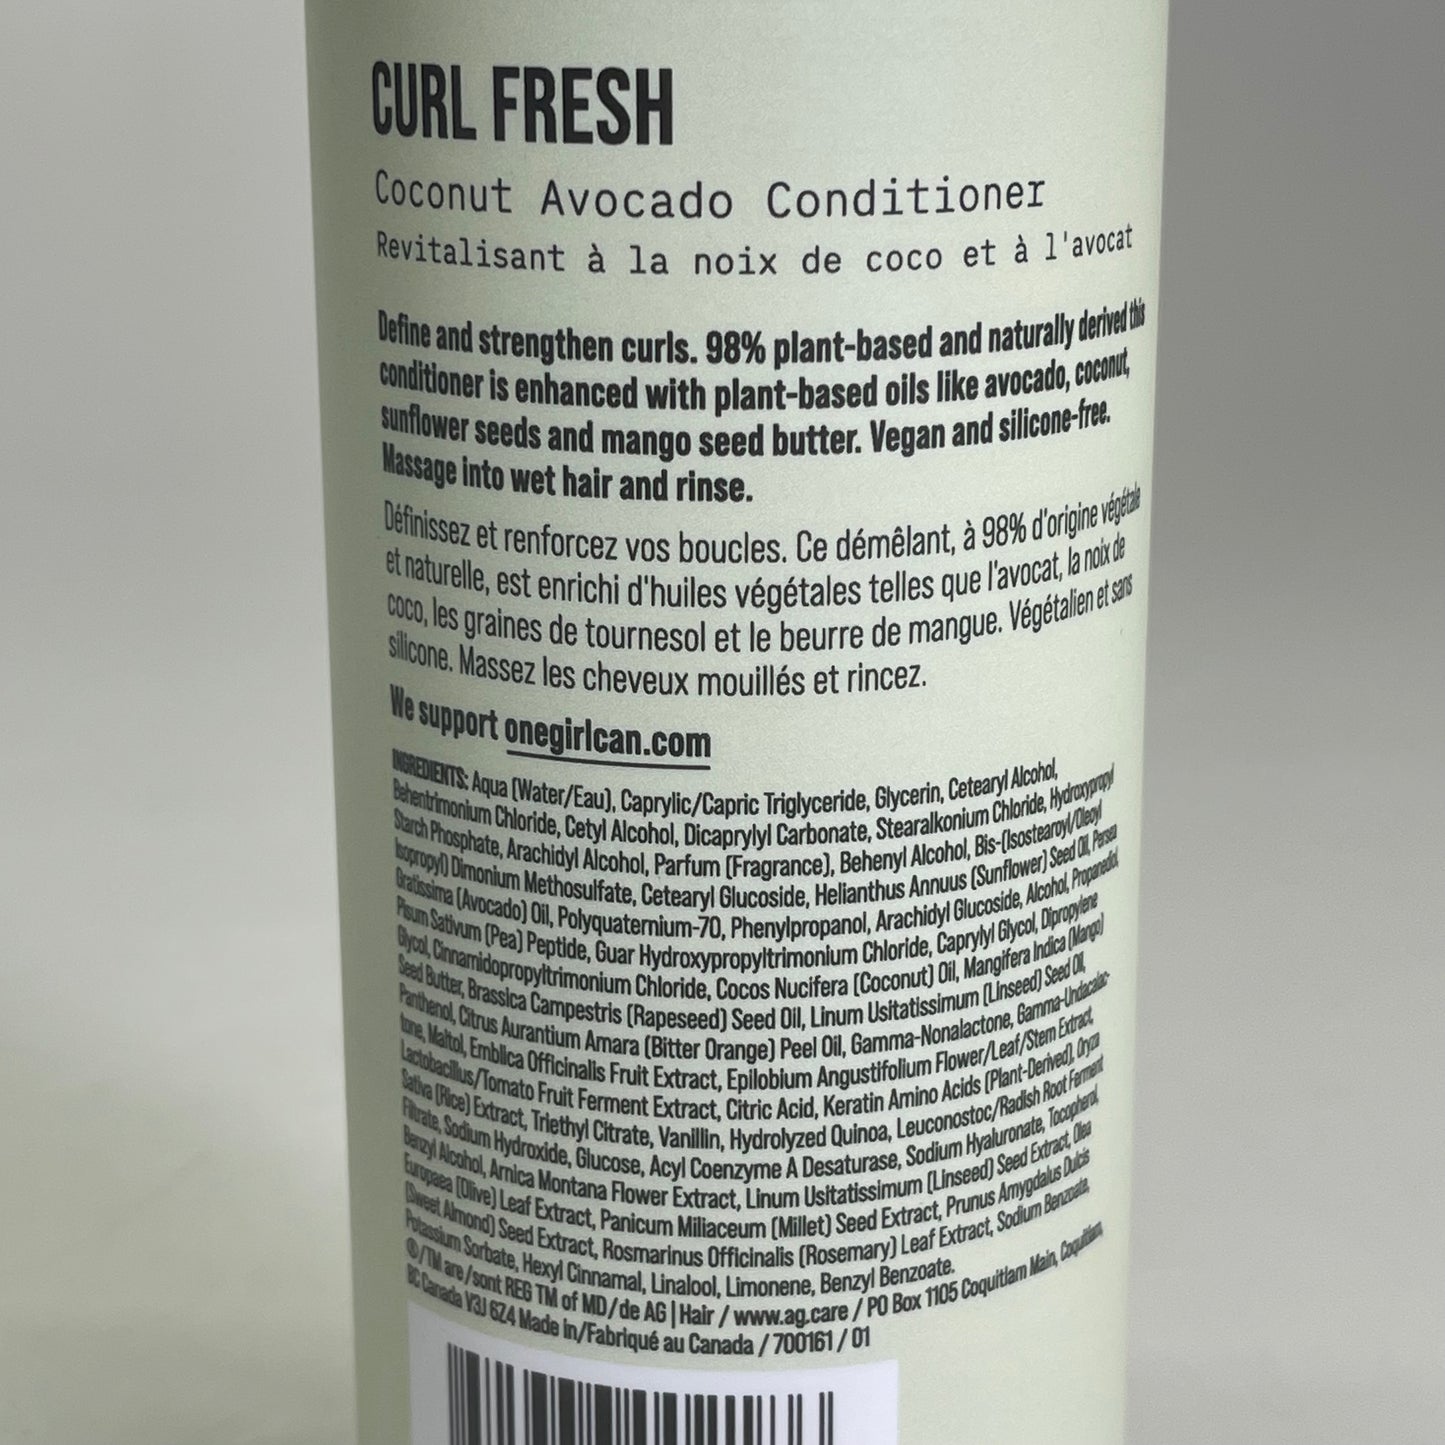 CURL FRESH
Coconut Avocado Conditioner
Revitalisant à la noix de coco et à l'avocat
Define and strengthen curls. 98% plant-based and naturally derived this
conditioner is enhanced with plant-based oils like avocado, coconut,
sunflower seeds and mango seed butter. Vegan and silicone-free.
Massage into wet hair and rinse.
Définissez et renforcez vos boucles. Ce démêlant, à 98% d'origine végétale
et naturelle, est enrichi d'huiles végétales telles que l'avocat, la noix de
coco, les graines de tournesol et le beurre de mangue. Végétalien et sans
silicone. Massez les cheveux mouillés et rincez.
We support onegirlcan.com
INGREDIENTS: Aqua (Water/Eau), Caprylic/Capric Triglyceride, Glycerin, Cetearyl Alcohol,
Behentrimonium Chloride, Cetyl Alcohol, Dicaprylyl Carbonate, Stearalkonium Chloride, Hydroxypropyl
Starch Phosphate, Arachidyl Alcohol, Parfum (Fragrance), Behenyl Alcohol, Bis-(Isostearoyl/Oleoyl
Isopropyl) Dimonium Methosulfate, Cetearyl Glucoside, Helianthus Annuus (Sunflower) Seed Oil, Persea
Gratissima (Avocado) Oil, Polyquaternium-70, Phenylpropanol, Arachidyl Glucoside, Alcohol, Propanediol,
Pisum Sativum (Pea) Peptide, Guar Hydroxypropyltrimonium Chloride, Caprylyl Glycol, Dipropylene
Glycol, Cinnamidopropyltrimonium Chloride, Cocos Nucifera (Coconut) Oil, Mangifera Indica (Mango)
Seed Butter, Brassica Campestris (Rapeseed) Seed Oil, Linum Usitatissimum (Linseed) Seed Oil,
Panthenol, Citrus Aurantium Amara (Bitter Orange) Peel Oil, Gamma-Nonalactone, Gamma-Undacalac-
tone, Maltol, Emblica Officinalis Fruit Extract, Epilobium Angustifolium Flower/Leaf/Stem Extract,
Lactobacillus/Tomato Fruit Ferment Extract, Citric Acid, Keratin Amino Acids (Plant-Derived), Oryza
Sativa (Rice) Extract, Triethyl Citrate, Vanillin, Hydrolyzed Quinoa, Leuconostoc/Radish Root Ferment
Filtrate, Sodium Hydroxide, Glucose, Acyl Coenzyme A Desaturase, Sodium Hyaluronate, Tocopherol,
Benzyl Alcohol, Arnica Montana Flower Extract, Linum Usitatissimum (Linseed) Seed Extract, Olea
Europaea (Olive) Leaf Extract, Panicum Miliaceum (Millet) Seed Extract, Prunus Amygdalus Dulcis
(Sweet Almond) Seed Extract, Rosmarinus Officinalis (Rosemary) Leaf Extract, Sodium Benzoate,
Potassium Sorbate, Hexyl Cinnamal, Linalool, Limonene, Benzyl Benzoate.
®/TM are/sont REG TM of MD/de AG | Hair / www.ag.care / PO Box 1105 Coquitlam Main, Coquitlam,
BC Canada V3J 6Z4 Made in/Fabriqué au Canada / 700161 / 01